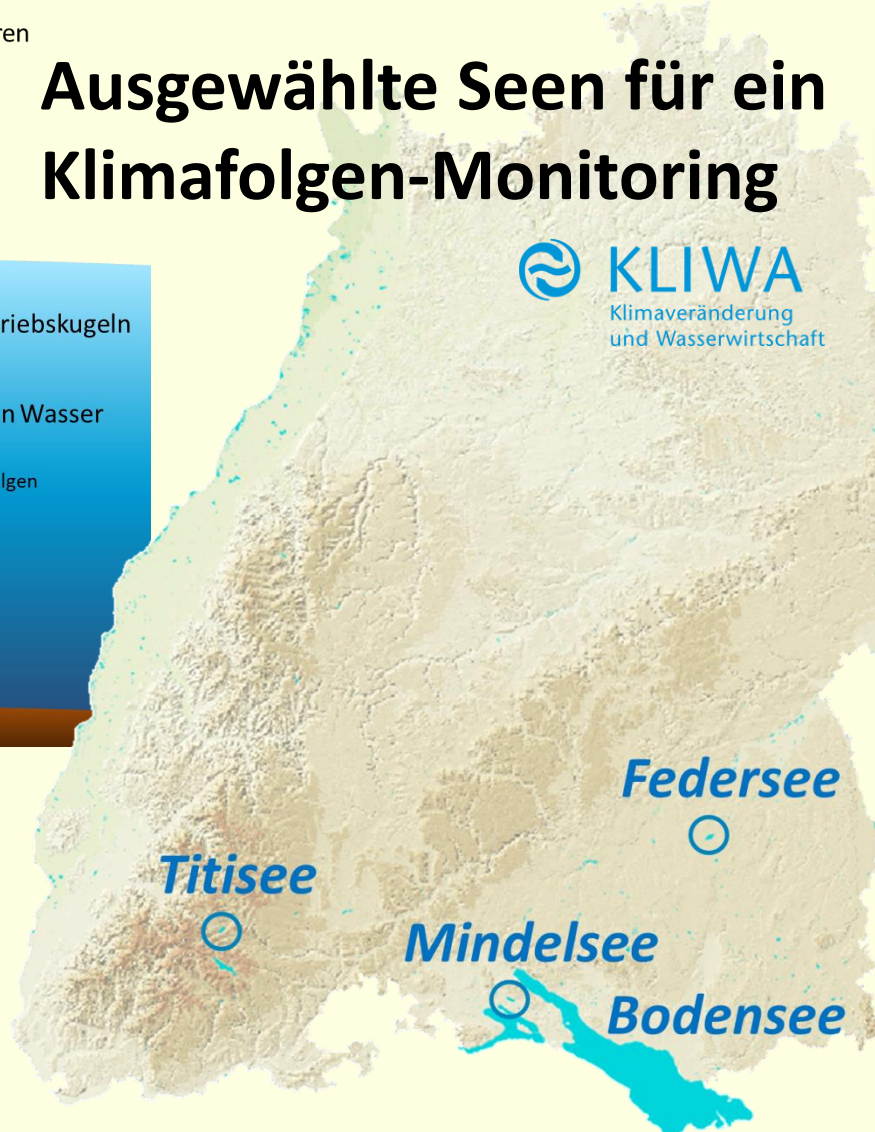 ren
Ausgewählte Seen für ein
Klimafolgen-Monitoring
KLIWA
Klimaveränderung
und Wasserwirtschaft
riebskugeln
n Wasser
lgen
Federsee
Titisee
Mindelsee
Bodensee